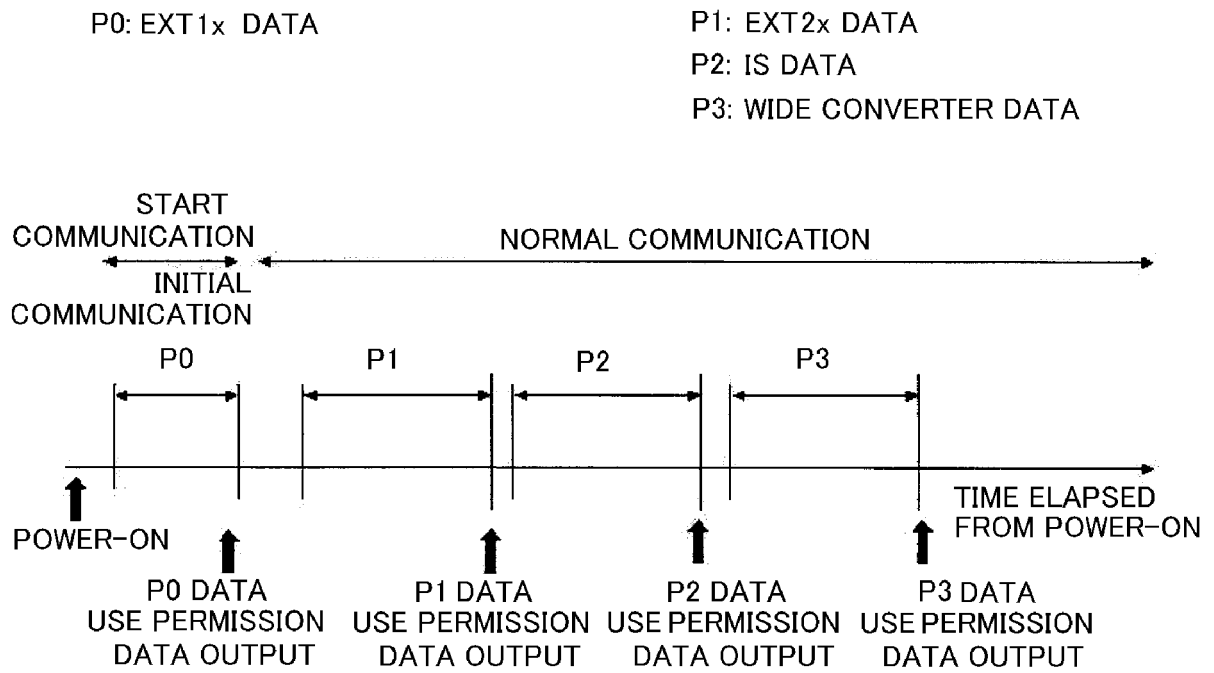 P0: EXT1x DATA
P1: EXT2x DATA
P2: IS DATA
P3: WIDE CONVERTER DATA
START
COMMUNICATION
NORMAL COMMUNICATION
INITIAL
COMMUNICATION
P0
P1
P2
P3
POWER-ON
TIME ELAPSED
FROM POWER-ON
P0 DATA
USE PERMISSION
DATA OUTPUT
P1 DATA
USE PERMISSION
DATA OUTPUT
P2 DATA
USE PERMISSION
DATA OUTPUT
P3 DATA
USE PERMISSION
DATA OUTPUT